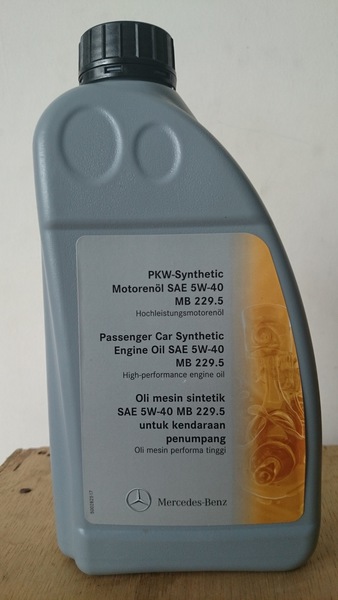 PKW-Synthetic
Motorenöl SAE 5W-40
MB 229.5
Hochleistungsmotorenöl
Passenger Car Synthetic
Engine Oil SAE 5W-40
MB 229.5
High-performance engine oil
Oli mesin sintetik
SAE 5W-40 MB 229.5
untuk kendaraan
penumpang
Oli mesin performa tinggi
Mercedes-Benz